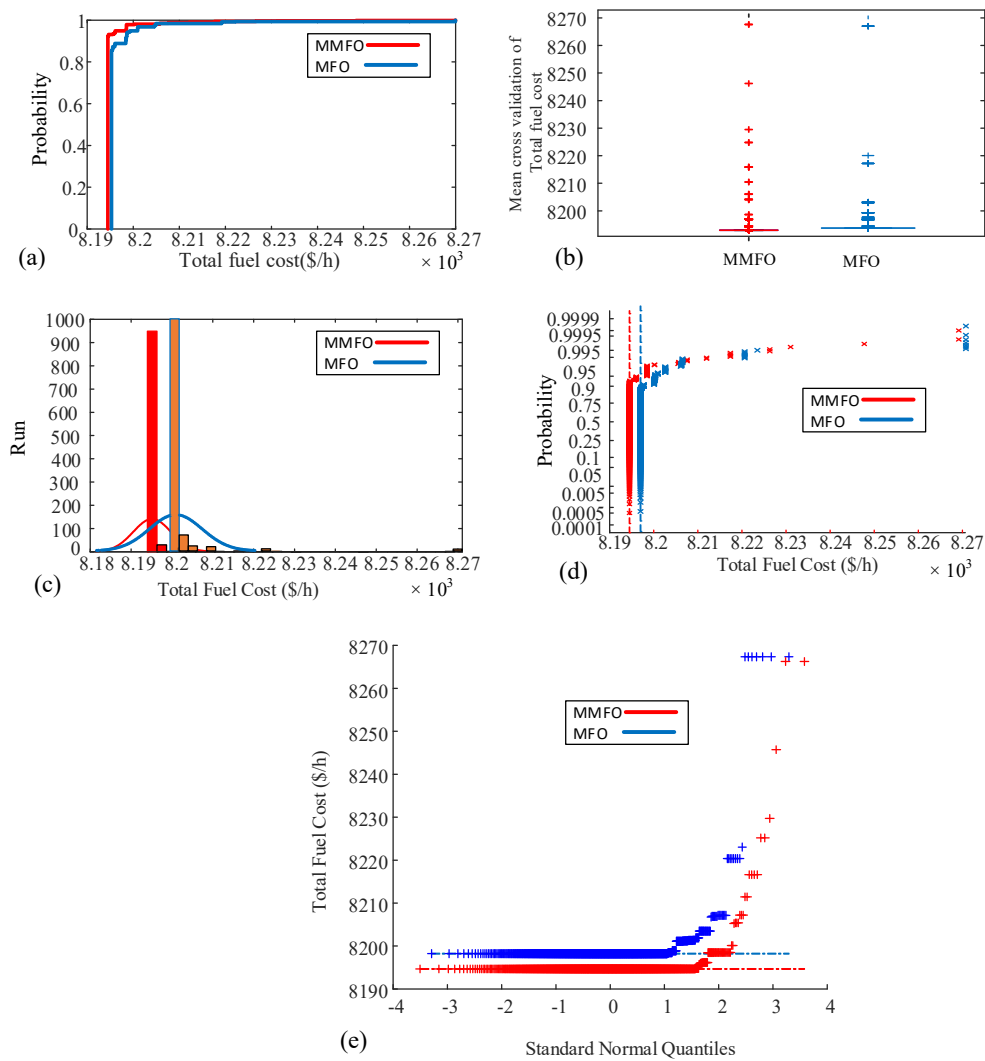 1
0.8
0.6
0.4
0.2
0
Probability
MMFO
MFO
8.19 8.2 8.21 8.22 8.23 8.24 8.25 8.26 8.27
Total fuel cost($/h)
× 10³
(a)
8270
8260
8250
8240
8230
8220
8210
8200
Mean cross validation of
Total fuel cost
MMFO MFO
(b)
1000
900
800
700
600
500
400
300
200
100
0
Run
MMFO
MFO
8.18 8.19 8.2 8.21 8.22 8.23 8.24 8.25 8.26 8.27
Total Fuel Cost ($/h)
× 10³
(c)
0.9999
0.9995
0.995
0.95
0.9
0.75
0.5
0.25
0.1
0.05
0.005
0.0005
0.0001
Probability
MMFO
MFO
8.19 8.2 8.21 8.22 8.23 8.24 8.25 8.26 8.27
Total Fuel Cost ($/h)
× 10³
(d)
8270
8260
8250
8240
8230
8220
8210
8200
8190
Total Fuel Cost ($/h)
MMFO
MFO
-4 -3 -2 -1 0 1 2 3 4
(e)
Standard Normal Quantiles